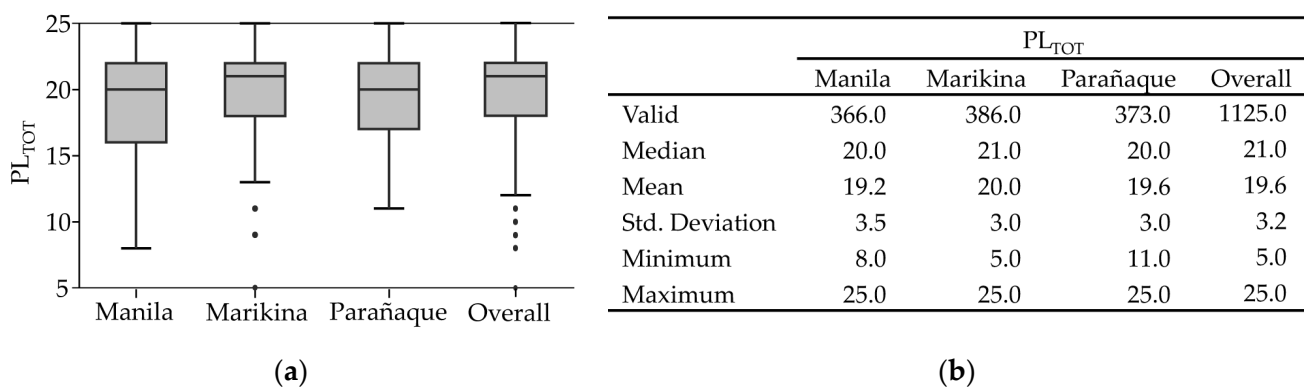 25
20
15
10
5
PL_TOT
Manila Marikina Parañaque Overall
(a)
PL_TOT
Manila Marikina Parañaque Overall
Valid 366.0 386.0 373.0 1125.0
Median 20.0 21.0 20.0 21.0
Mean 19.2 20.0 19.6 19.6
Std. Deviation 3.5 3.0 3.0 3.2
Minimum 8.0 5.0 11.0 5.0
Maximum 25.0 25.0 25.0 25.0
(b)